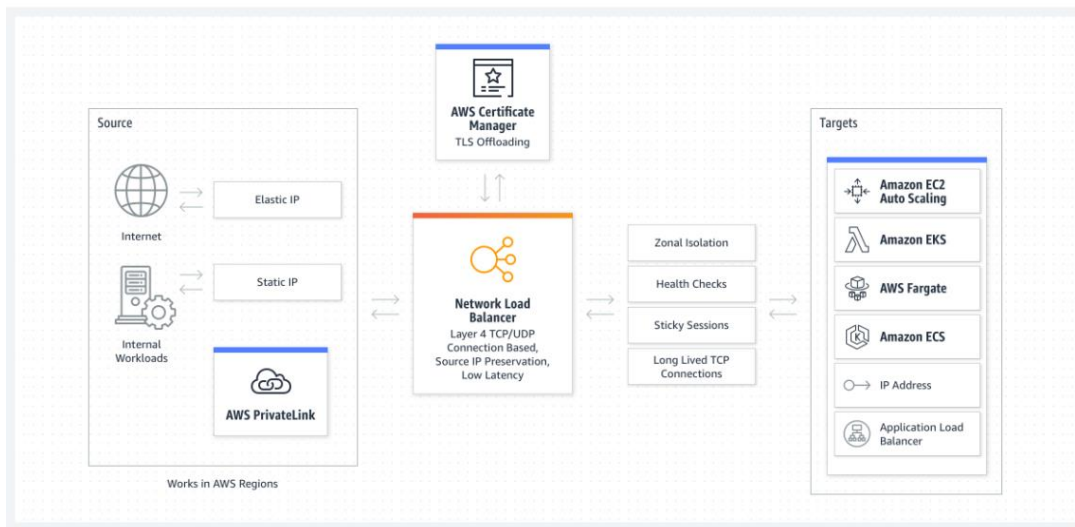 Source
Internet
Elastic IP
Internal
Workloads
Static IP
AWS PrivateLink
Works in AWS Regions
AWS Certificate
Manager
TLS Offloading
Network Load
Balancer
Layer 4 TCP/UDP
Connection Based,
Source IP Preservation,
Low Latency
Zonal Isolation
Health Checks
Sticky Sessions
Long Lived TCP
Connections
Targets
Amazon EC2
Auto Scaling
Amazon EKS
AWS Fargate
Amazon ECS
IP Address
Application Load
Balancer